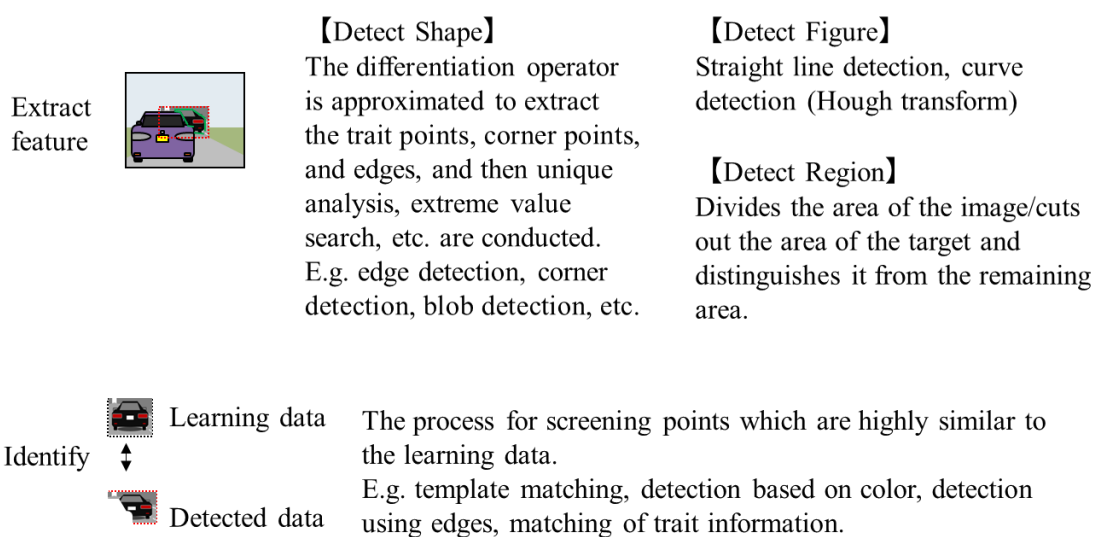 Extract
feature
【Detect Shape】
The differentiation operator
is approximated to extract
the trait points, corner points,
and edges, and then unique
analysis, extreme value
search, etc. are conducted.
E.g. edge detection, corner
detection, blob detection, etc.
【Detect Figure】
Straight line detection, curve
detection (Hough transform)
【Detect Region】
Divides the area of the image/cuts
out the area of the target and
distinguishes it from the remaining
area.
Identify
Learning data
Detected data
The process for screening points which are highly similar to
the learning data.
E.g. template matching, detection based on color, detection
using edges, matching of trait information.